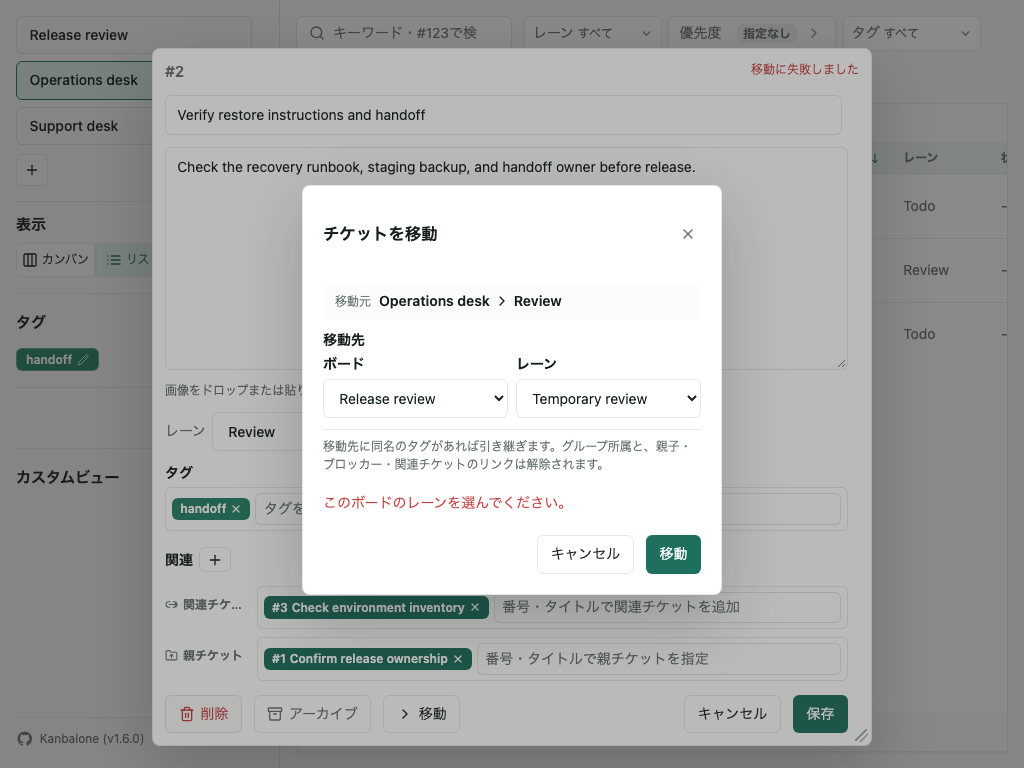 Release review
Operations desk
Support desk
表示
カンバン
リス
タグ
handoff
カスタムビュー
Kanbalone (v1.6.0)
キーワード・#123で検
レーン すべて
優先度 指定なし
タグ すべて
レーン
Todo
Review
Todo
#2
移動に失敗しました
Verify restore instructions and handoff
Check the recovery runbook, staging backup, and handoff owner before release.
画像をドロップまたは貼り
レーン Review
タグ
handoff
タグを
関連
関連チケ...
#3 Check environment inventory
番号・タイトルで関連チケットを追加
親チケット
#1 Confirm release ownership
番号・タイトルで親チケットを指定
削除
アーカイブ
移動
キャンセル
保存
チケットを移動
移動元 Operations desk > Review
移動先
ボード
レーン
Release review
Temporary review
移動先に同名のタグがあれば引き継ぎます。グループ所属と、親子・
ブロッカー・関連チケットのリンクは解除されます。
このボードのレーンを選んでください。
キャンセル
移動